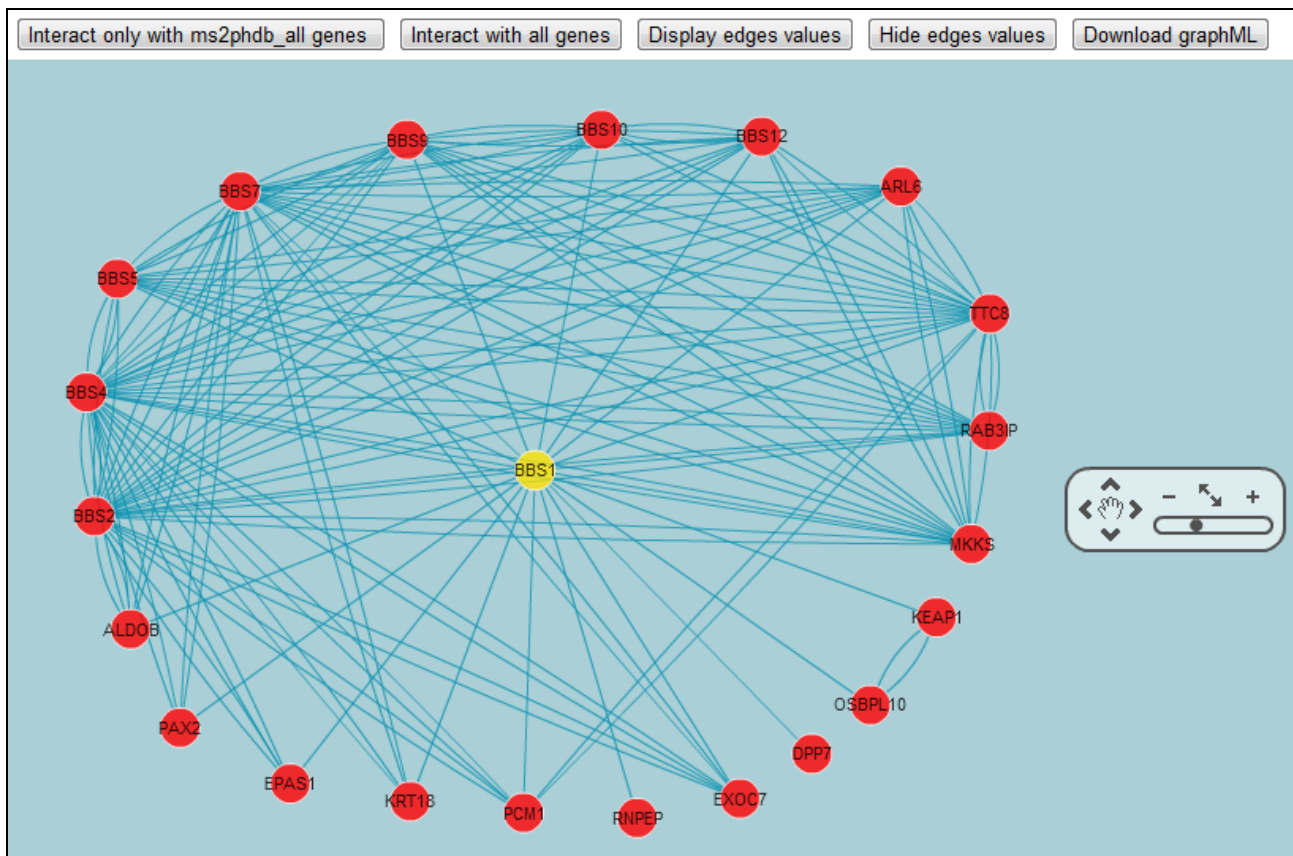 Interact only with ms2phdb_all genes Interact with all genes Display edges values Hide edges values Download graphML
BBS10
BBS9
BBS12
BBS7
ARL6
BBS5
TTC8
BBS4
RAB3IP
BBS1
BBS2
MKKS
KEAP1
ALDOB
OSBPL10
PAX2
DPP7
EPAS1
KRT18
EXOC7
PCM1
RNPEP